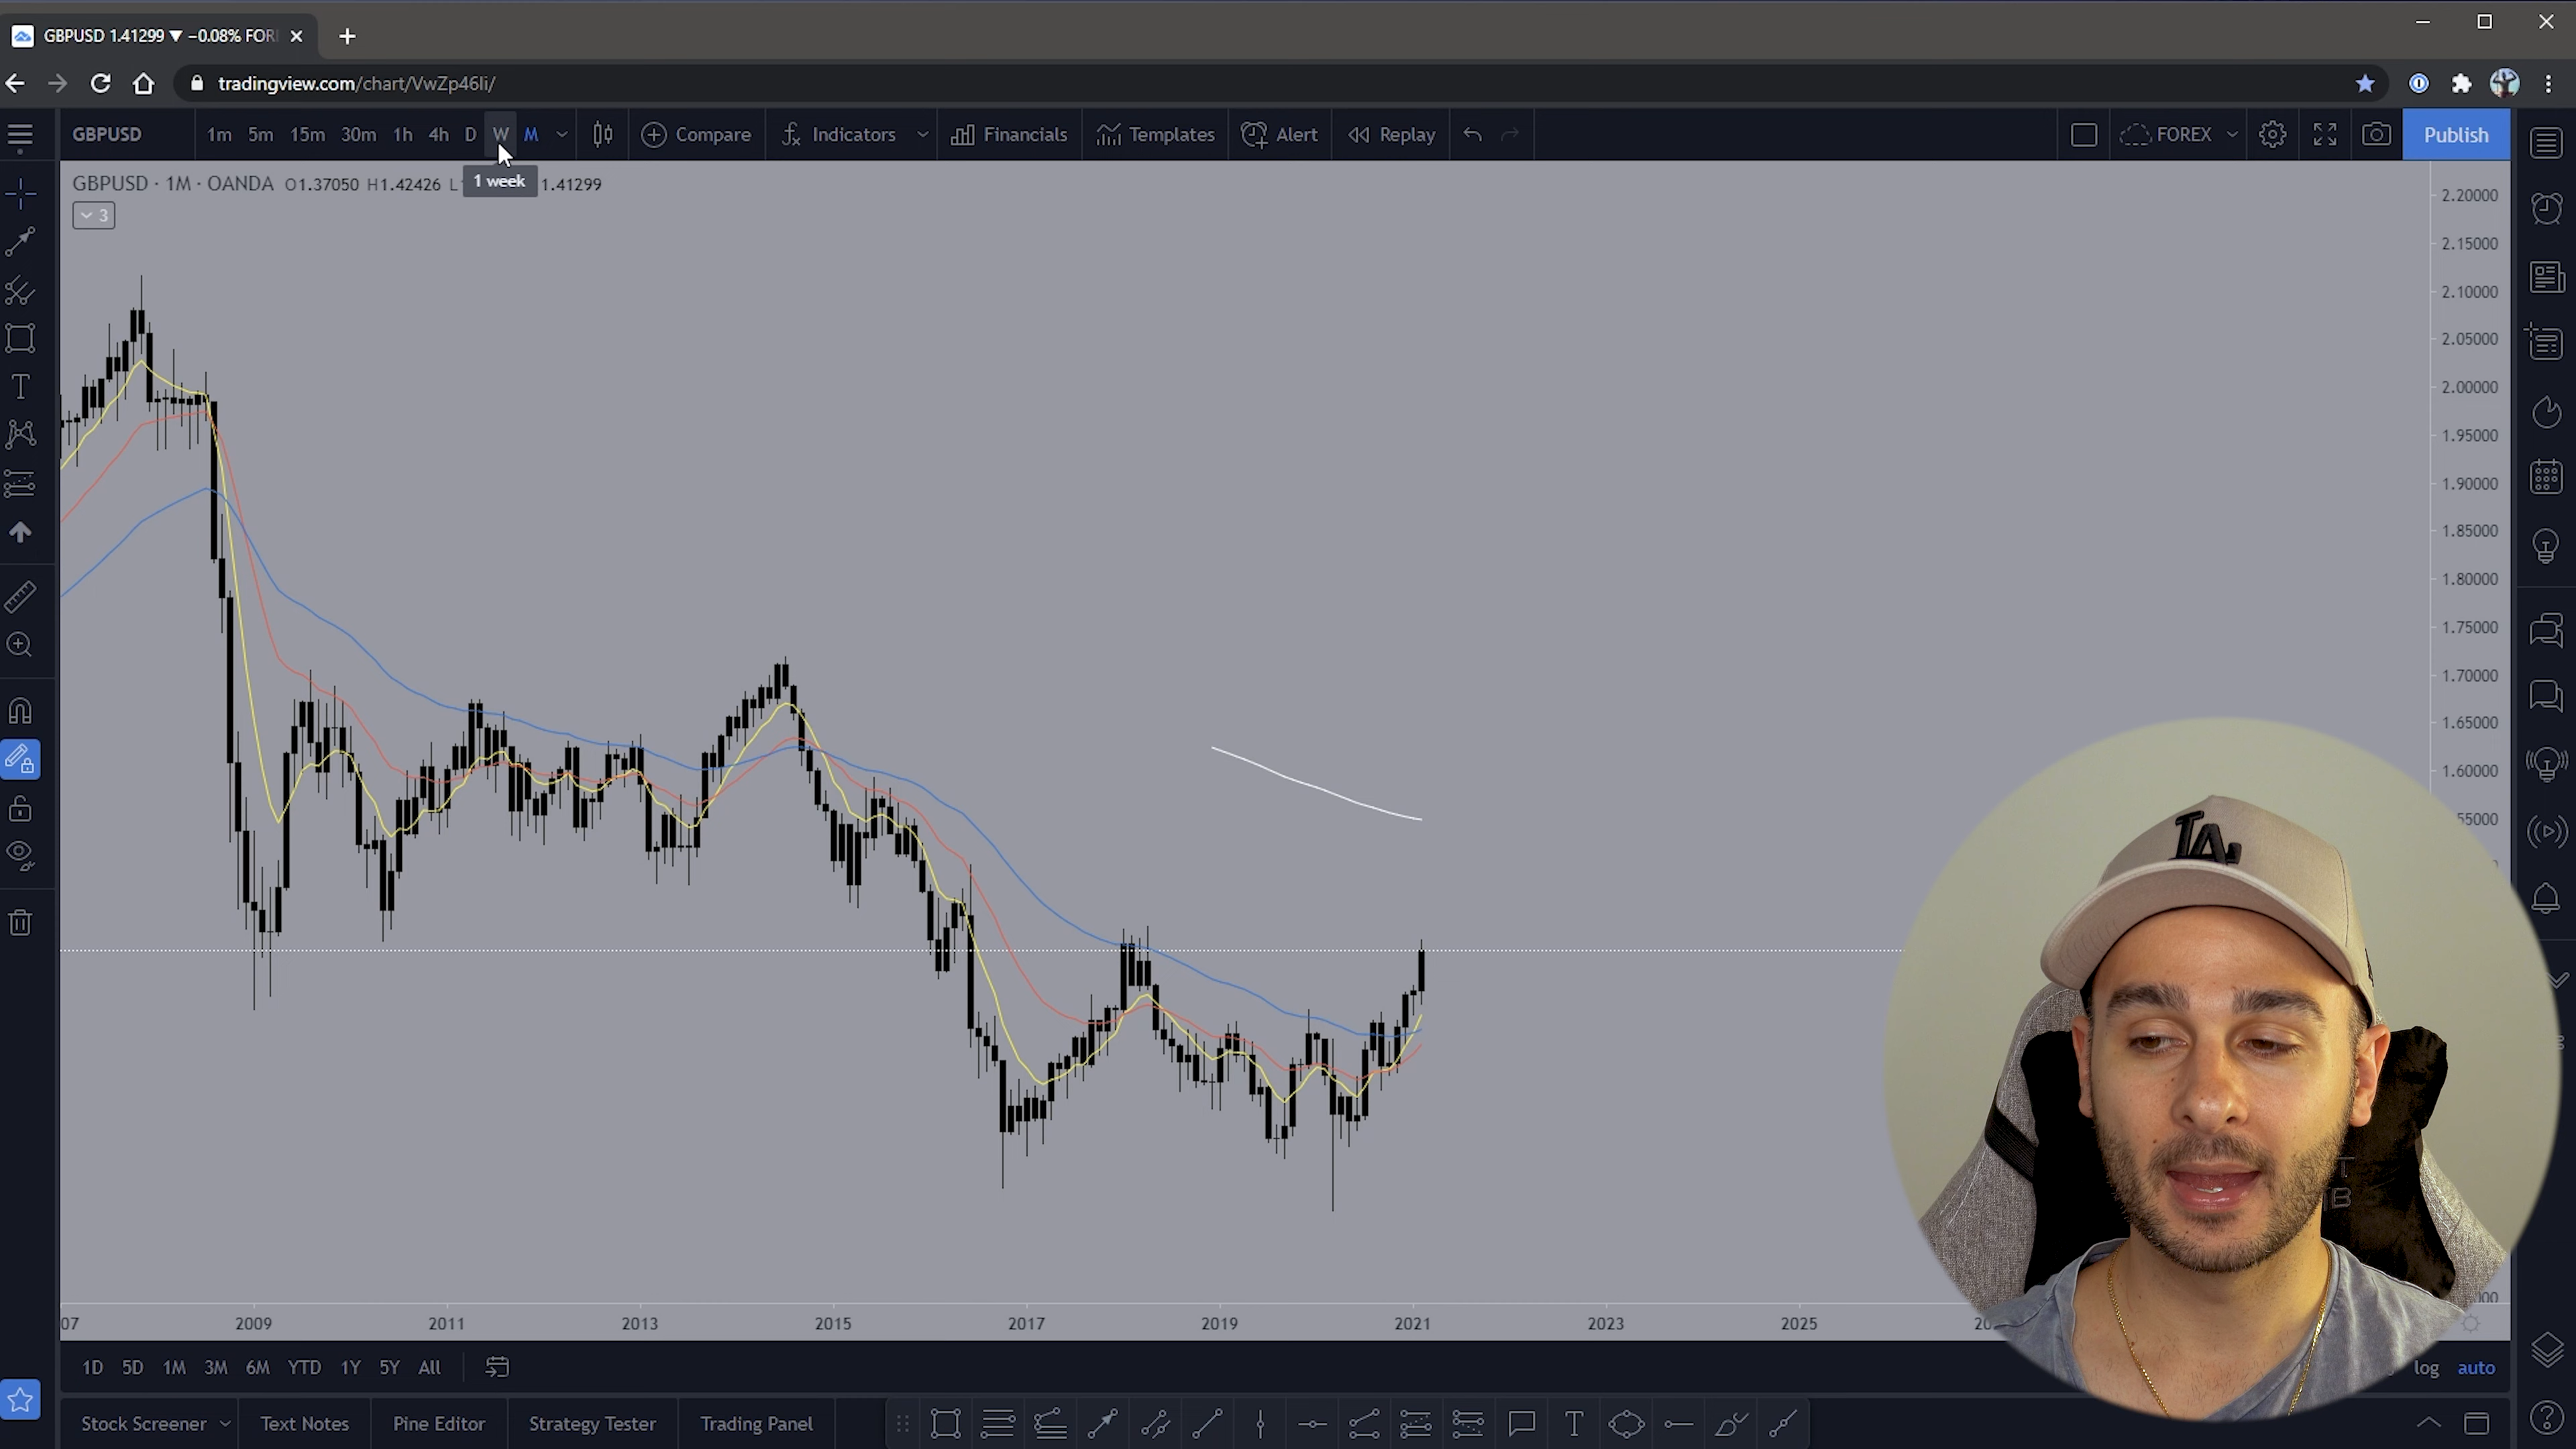 GBPUSD 1.41299 ▼ −0.08% FOR
tradingview.com/chart/VwZp46li/
GBPUSD 1m 5m 15m 30m 1h 4h D W M Compare Indicators Financials Templates Alert Replay FOREX Publish
GBPUSD · 1M · OANDA O1.37050 H1.42426 L 1.41299
1 week
3
2.20000
2.15000
2.10000
2.05000
2.00000
1.95000
1.90000
1.85000
1.80000
1.75000
1.70000
1.65000
1.60000
55000
LA
07 2009 2011 2013 2015 2017 2019 2021 2023 2025
1D 5D 1M 3M 6M YTD 1Y 5Y All log auto
Stock Screener Text Notes Pine Editor Strategy Tester Trading Panel